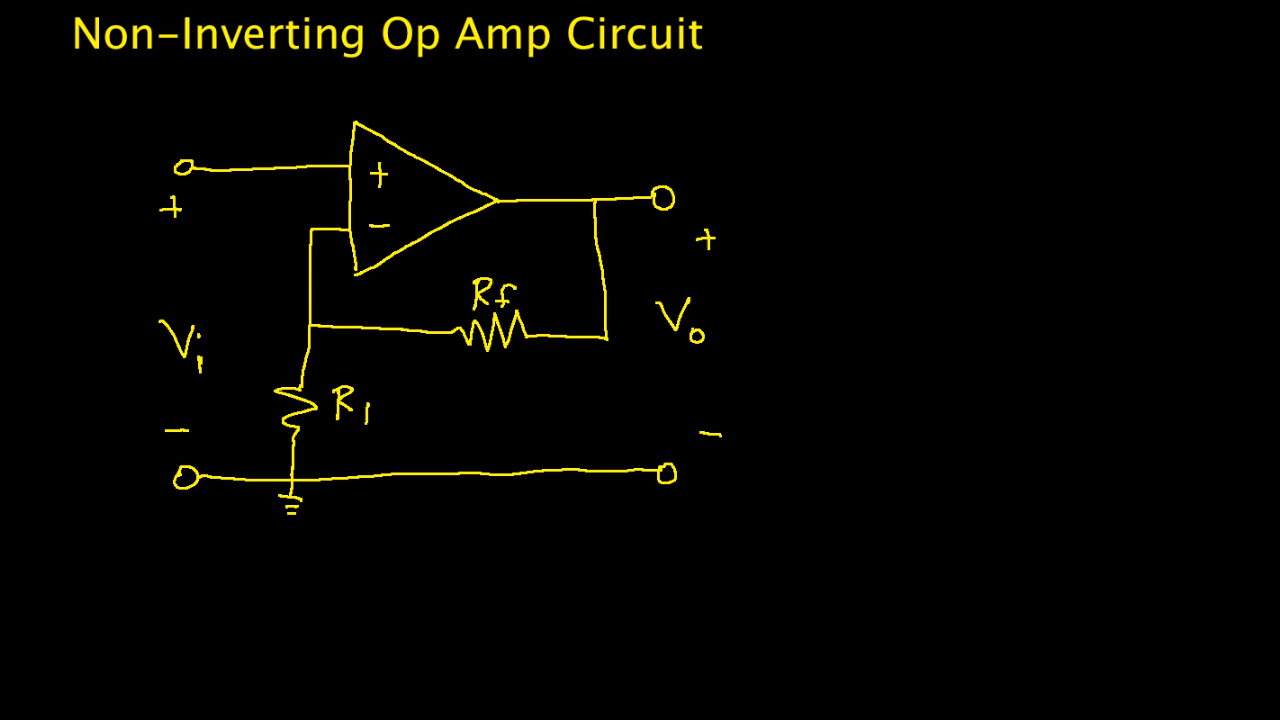 Non-Inverting Op Amp Circuit
+
+
-
+
Rf
Vo
Vi
R1
-
-